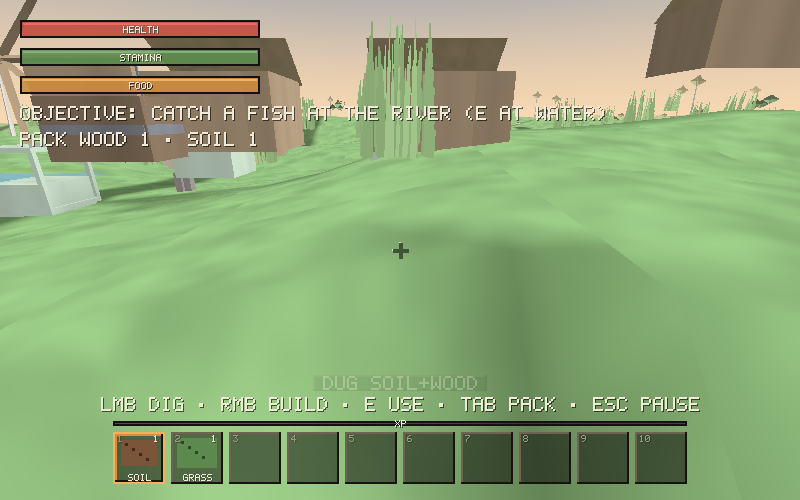 HEALTH
STAMINA
FOOD
OBJECTIVE: CATCH A FISH AT THE RIVER (E AT WATER)
PACK WOOD 1 · SOIL 1
DUG SOIL+WOOD
LMB DIG · RMB BUILD · E USE · TAB PACK · ESC PAUSE
XP
1 1 2 1 3 4 5 6 7 8 9 10
SOIL GRASS